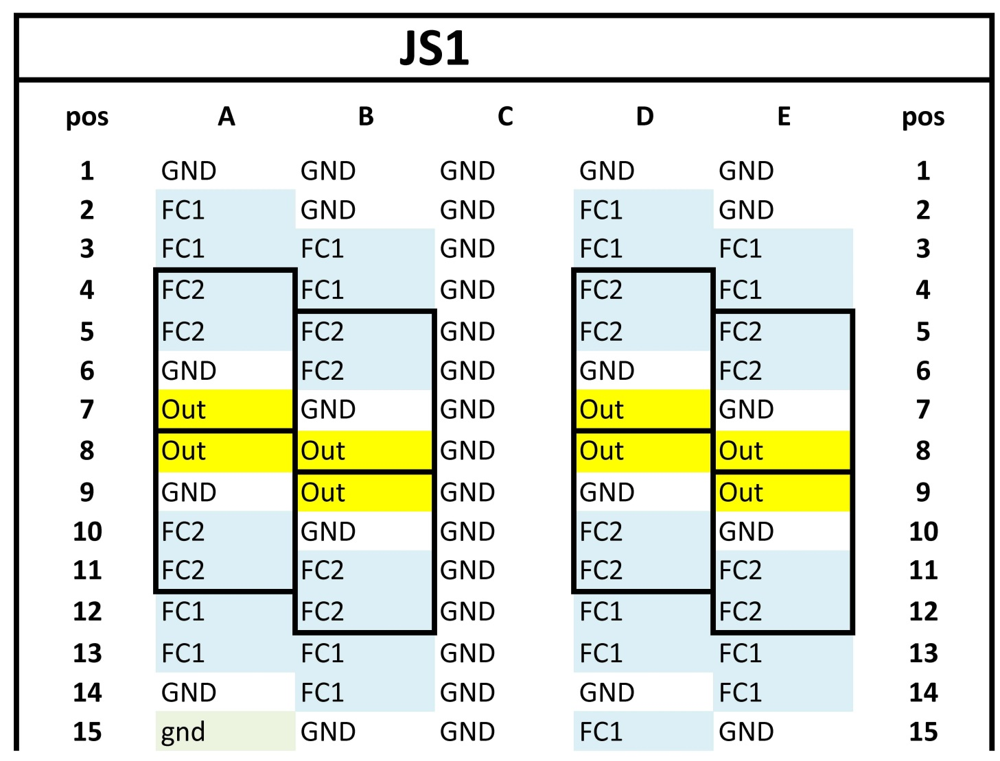 JS1
pos A B C D E pos
1 GND GND GND GND GND 1
2 FC1 GND GND FC1 GND 2
3 FC1 FC1 GND FC1 FC1 3
4 FC2 FC1 GND FC2 FC1 4
5 FC2 FC2 GND FC2 FC2 5
6 GND FC2 GND GND FC2 6
7 Out GND GND Out GND 7
8 Out Out GND Out Out 8
9 GND Out GND GND Out 9
10 FC2 GND GND FC2 GND 10
11 FC2 FC2 GND FC2 FC2 11
12 FC1 FC2 GND FC1 FC2 12
13 FC1 FC1 GND FC1 FC1 13
14 GND FC1 GND GND FC1 14
15 gnd GND GND FC1 GND 15